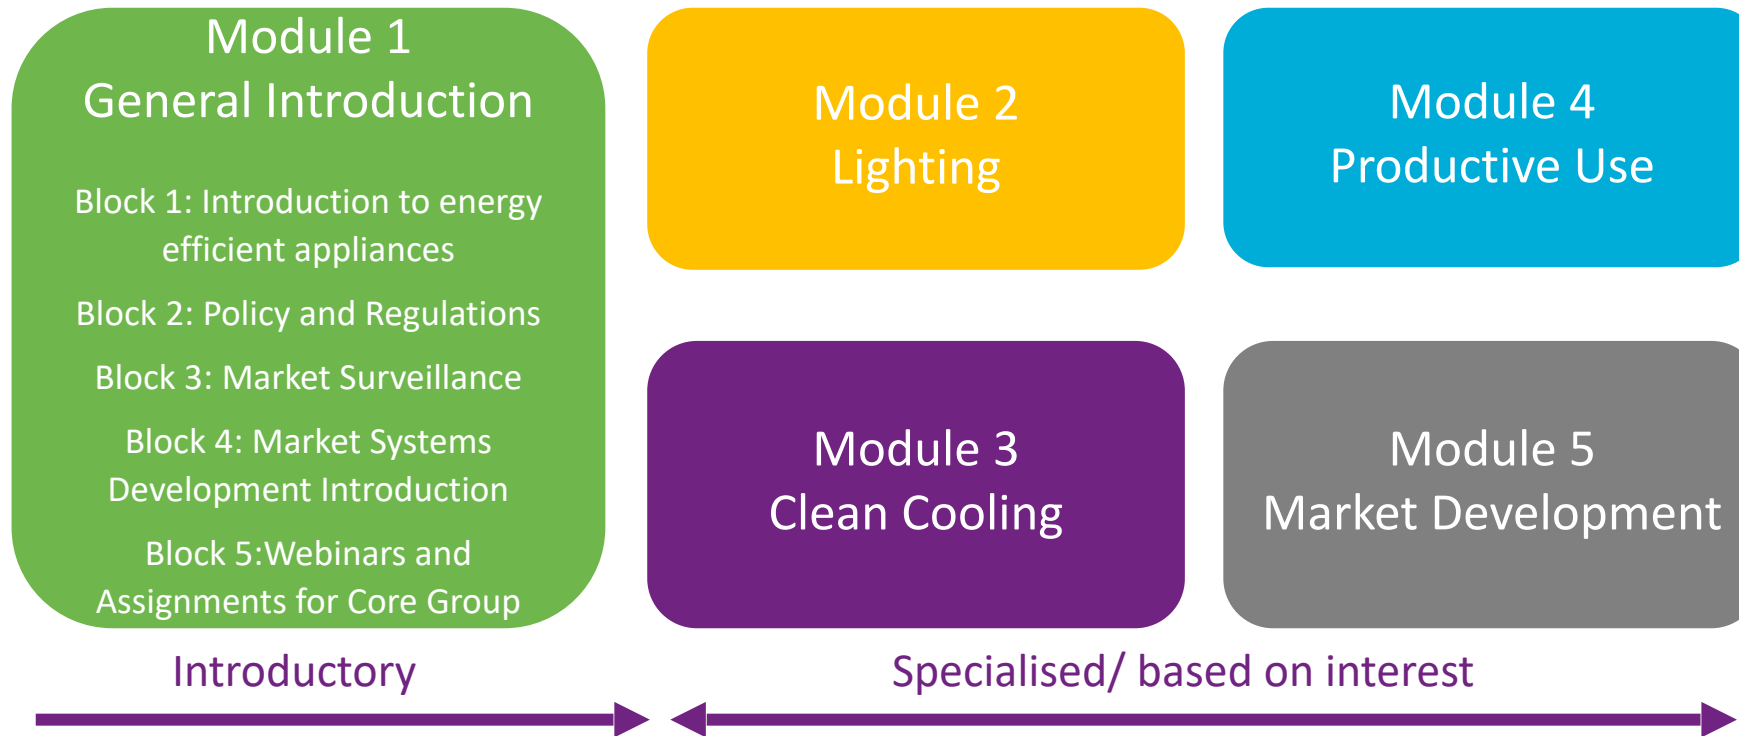 Module 1
General Introduction
Block 1: Introduction to energy
efficient appliances
Block 2: Policy and Regulations
Block 3: Market Surveillance
Block 4: Market Systems
Development Introduction
Block 5:Webinars and
Assignments for Core Group
Module 2
Lighting
Module 4
Productive Use
Module 3
Clean Cooling
Module 5
Market Development
Introductory
Specialised/ based on interest